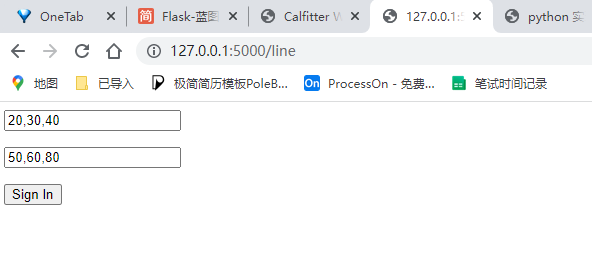 OneTab
Flask-蓝图
Calfitter W
127.0.0.1:5
python 实
127.0.0.1:5000/line
地图
已导入
极简简历模板PoleB...
On
ProcessOn - 免费...
笔试时间记录
20,30,40
50,60,80
Sign In